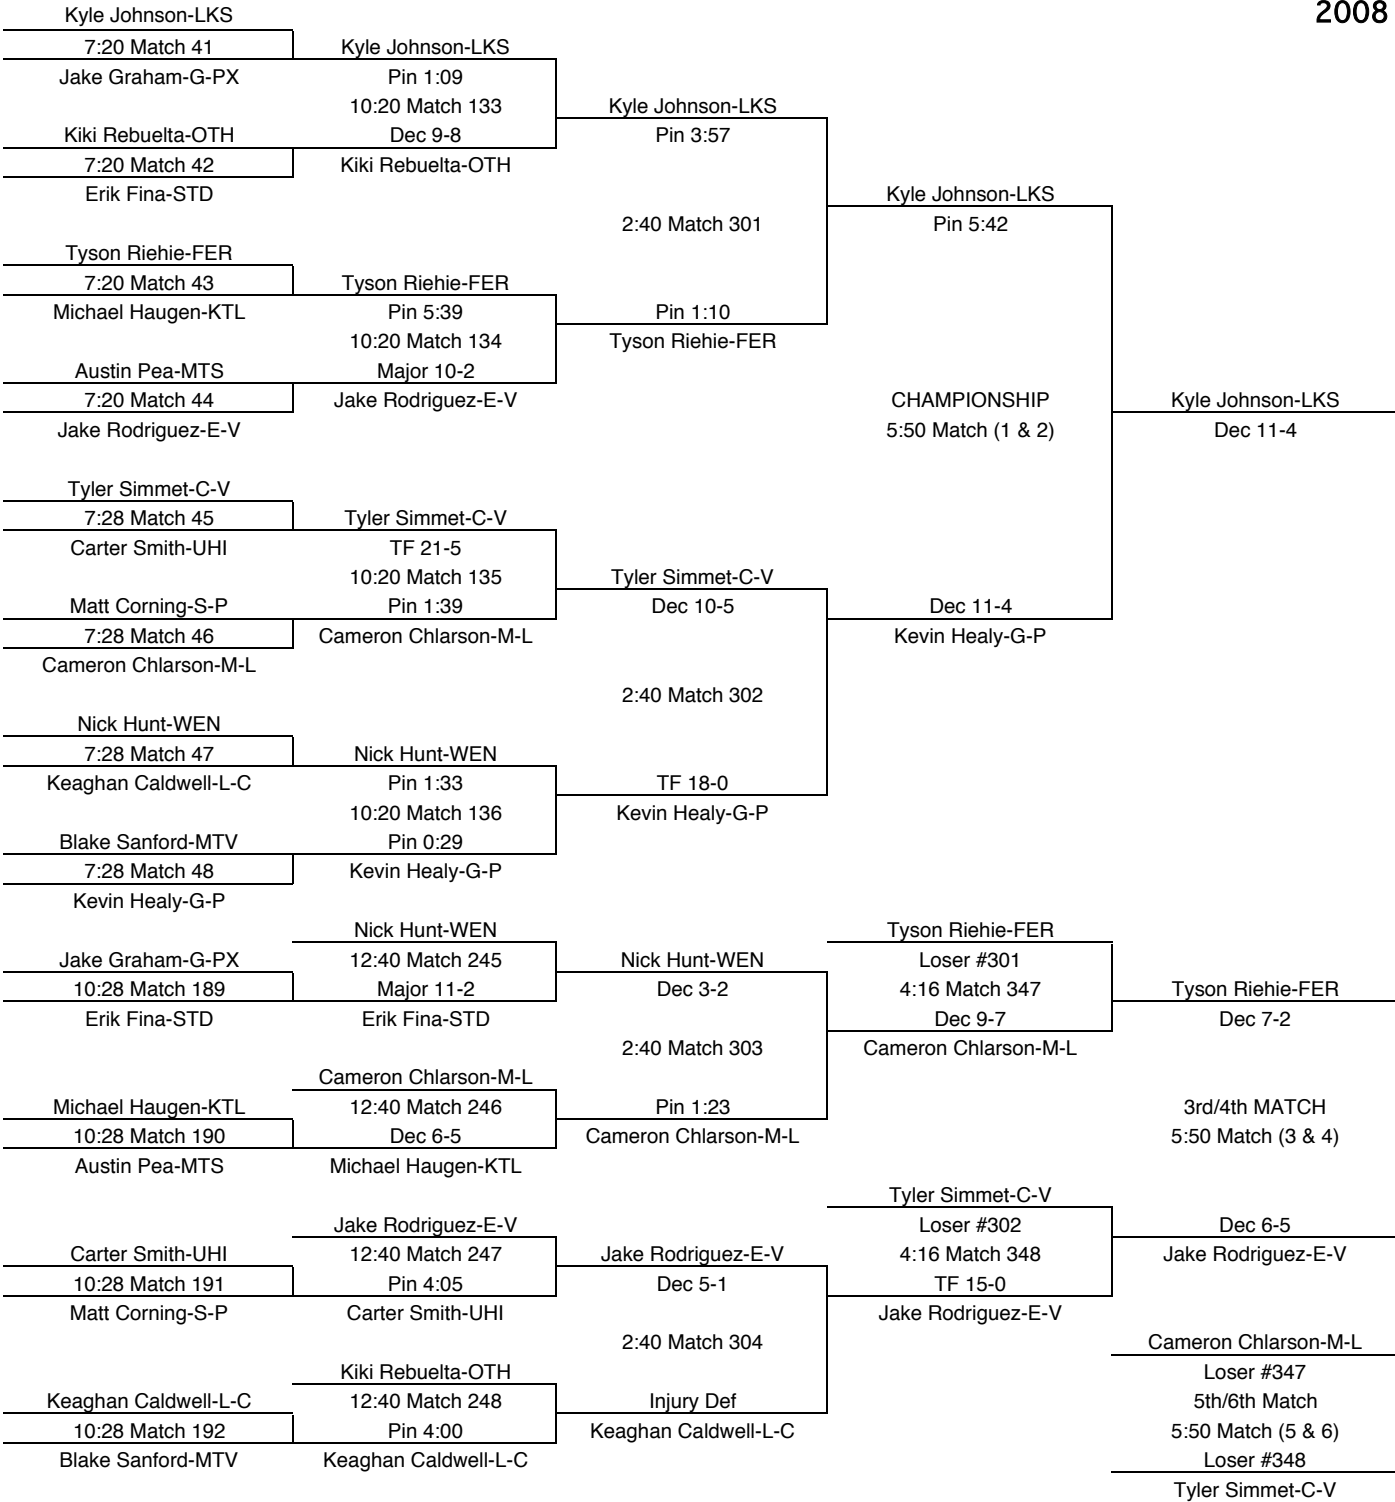 2008
Kyle Johnson-LKS
7:20 Match 41
Jake Graham-G-PX
Kiki Rebuelta-OTH
7:20 Match 42
Erik Fina-STD
Tyson Riehie-FER
7:20 Match 43
Michael Haugen-KTL
Austin Pea-MTS
7:20 Match 44
Jake Rodriguez-E-V
Tyler Simmet-C-V
7:28 Match 45
Carter Smith-UHI
Matt Corning-S-P
7:28 Match 46
Cameron Chlarson-M-L
Nick Hunt-WEN
7:28 Match 47
Keaghan Caldwell-L-C
Blake Sanford-MTV
7:28 Match 48
Kevin Healy-G-P
Kyle Johnson-LKS
Pin 1:09
10:20 Match 133
Dec 9-8
Kiki Rebuelta-OTH
Tyson Riehie-FER
Pin 5:39
10:20 Match 134
Major 10-2
Jake Rodriguez-E-V
Tyler Simmet-C-V
TF 21-5
10:20 Match 135
Pin 1:39
Cameron Chlarson-M-L
Nick Hunt-WEN
Pin 1:33
10:20 Match 136
Pin 0:29
Kevin Healy-G-P
Kyle Johnson-LKS
Pin 3:57
2:40 Match 301
Pin 1:10
Tyson Riehie-FER
Tyler Simmet-C-V
Dec 10-5
2:40 Match 302
TF 18-0
Kevin Healy-G-P
Kyle Johnson-LKS
Pin 5:42
CHAMPIONSHIP
5:50 Match (1 & 2)
Dec 11-4
Kevin Healy-G-P
Kyle Johnson-LKS
Dec 11-4
Jake Graham-G-PX
10:28 Match 189
Erik Fina-STD
Michael Haugen-KTL
10:28 Match 190
Austin Pea-MTS
Carter Smith-UHI
10:28 Match 191
Matt Corning-S-P
Keaghan Caldwell-L-C
10:28 Match 192
Blake Sanford-MTV
Nick Hunt-WEN
12:40 Match 245
Major 11-2
Erik Fina-STD
Cameron Chlarson-M-L
12:40 Match 246
Dec 6-5
Michael Haugen-KTL
Jake Rodriguez-E-V
12:40 Match 247
Pin 4:05
Carter Smith-UHI
Kiki Rebuelta-OTH
12:40 Match 248
Pin 4:00
Keaghan Caldwell-L-C
Nick Hunt-WEN
Dec 3-2
2:40 Match 303
Pin 1:23
Cameron Chlarson-M-L
Jake Rodriguez-E-V
Dec 5-1
2:40 Match 304
Injury Def
Keaghan Caldwell-L-C
Tyson Riehie-FER
Loser #301
4:16 Match 347
Dec 9-7
Cameron Chlarson-M-L
Tyler Simmet-C-V
Loser #302
4:16 Match 348
TF 15-0
Jake Rodriguez-E-V
Tyson Riehie-FER
Dec 7-2
3rd/4th MATCH
5:50 Match (3 & 4)
Dec 6-5
Jake Rodriguez-E-V
Cameron Chlarson-M-L
Loser #347
5th/6th Match
5:50 Match (5 & 6)
Loser #348
Tyler Simmet-C-V